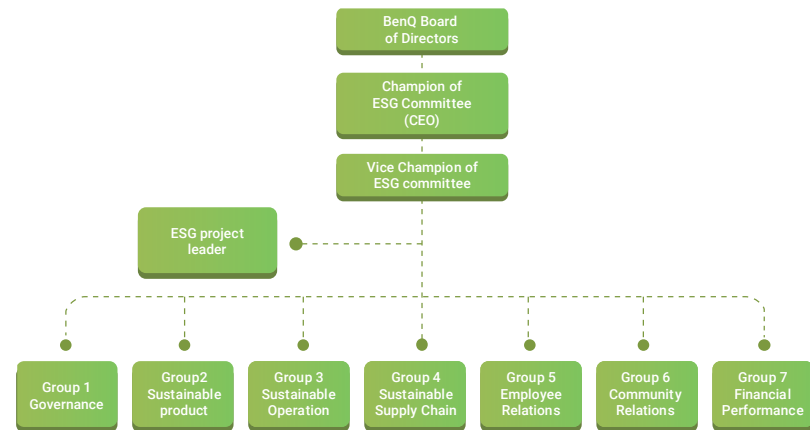 BenQ Board
of Directors
Champion of
ESG Committee
(CEO)
Vice Champion of
ESG committee
ESG project
leader
Group 1
Governance
Group2
Sustainable
product
Group 3
Sustainable
Operation
Group 4
Sustainable
Supply Chain
Group 5
Employee
Relations
Group 6
Community
Relations
Group 7
Financial
Performance